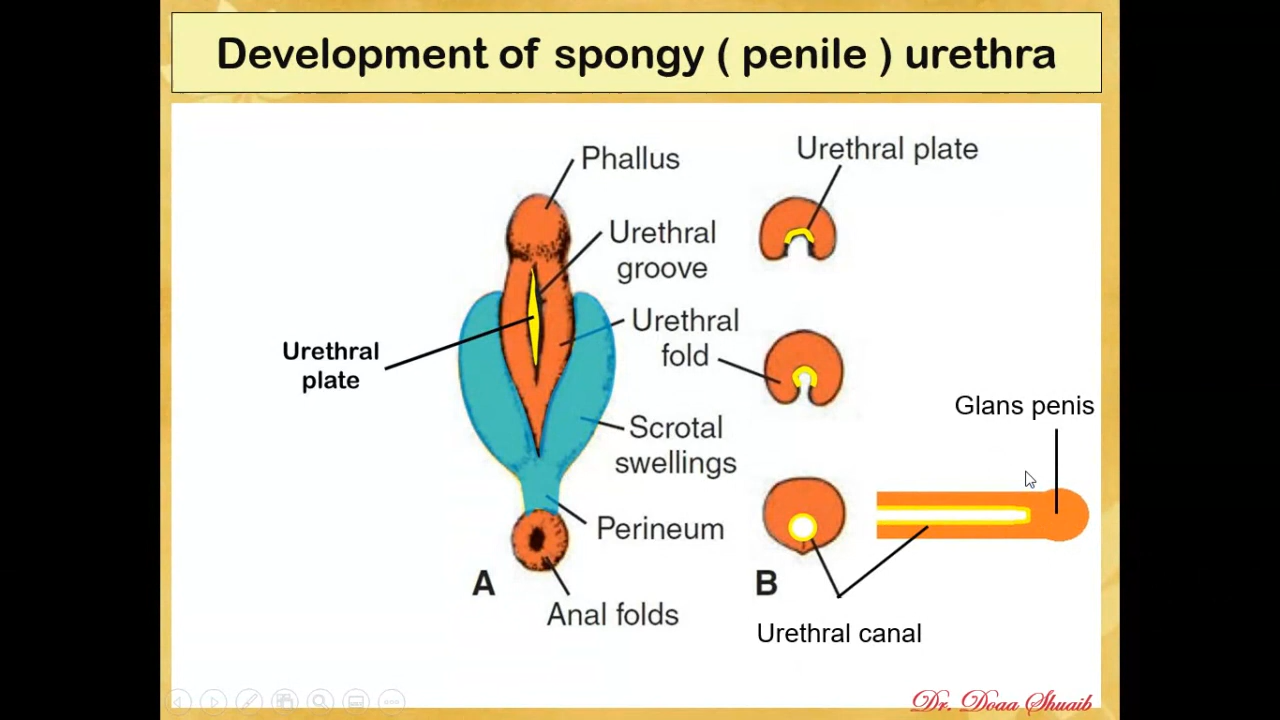 Development of spongy ( penile ) urethra
Phallus
Urethral
groove
Urethral
plate
Urethral
fold
Scrotal
swellings
Perineum
A
Anal folds
Urethral plate
Glans penis
B
Urethral canal
Dr. Doaa Shuaib